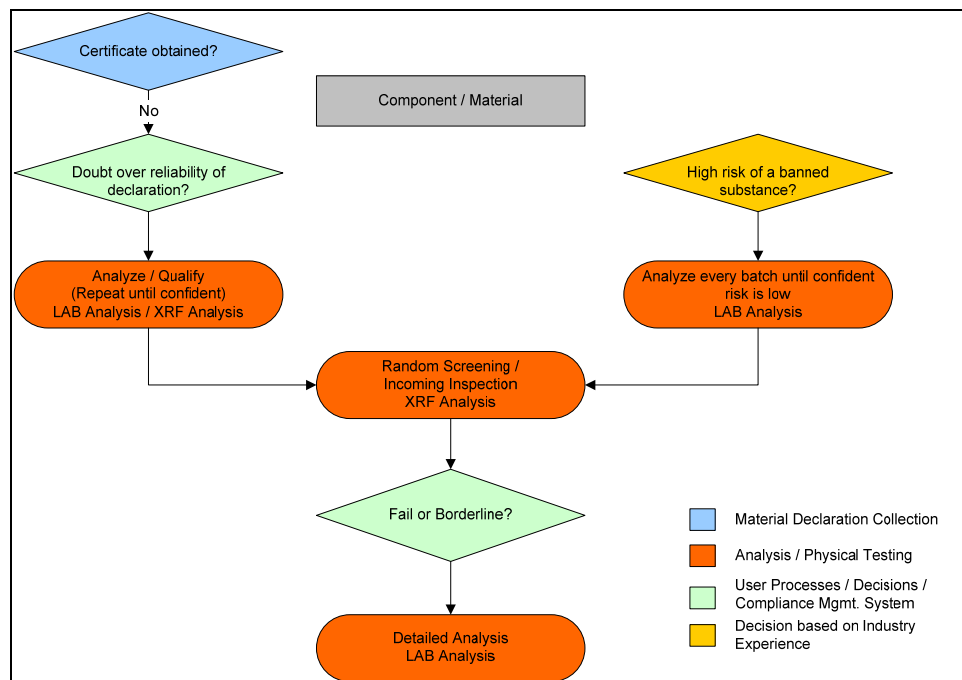 Certificate obtained?
Component / Material
No
Doubt over reliability of
declaration?
High risk of a banned
substance?
Analyze / Qualify
(Repeat until confident)
LAB Analysis / XRF Analysis
Analyze every batch until confident
risk is low
LAB Analysis
Random Screening /
Incoming Inspection
XRF Analysis
Fail or Borderline?
Detailed Analysis
LAB Analysis
Material Declaration Collection
Analysis / Physical Testing
User Processes / Decisions /
Compliance Mgmt. System
Decision based on Industry
Experience